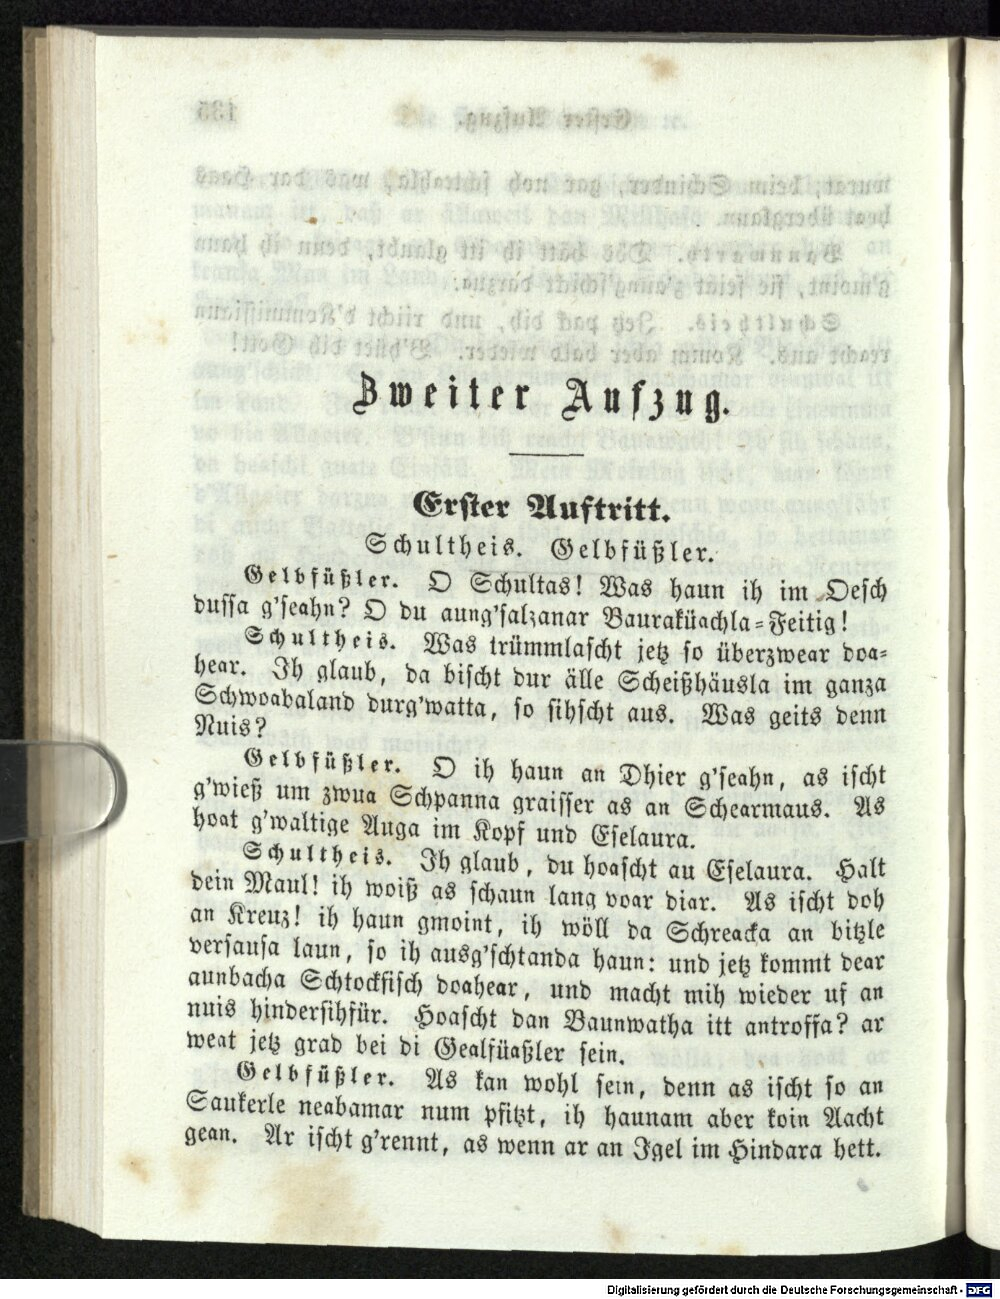 Zweiter Aufzug.
Erster Auftritt.
Schultheis. Gelbfüßler.
Gelbfüßler. O Schultas! Was haun ih im Oesch
dussa g'seahn? O du aung'salzanar Bauraküachla-Feitig!
Schultheis. Was trümmlascht jetz so überzwear doa-
hear. Ih glaub, da bischt dur älle Scheißhäusla im ganza
Schwoabaland durg'watta, so sihscht aus. Was geits denn
Nuis?
Gelbfüßler. O ih haun an Dhier g'seahn, as ischt
g'wieß um zwua Schpanna graisser as an Schearmaus. As
hoat g'waltige Auga im Kopf und Eselaura.
Schultheis. Ih glaub, du hoascht au Eselaura. Halt
dein Maul! ih woiß as schaun lang voar diar. As ischt doh
an Kreuz! ih haun gmoint, ih wöll da Schreacka an bitzle
versausa laun, so ih ausg'schtanda haun: und jetz kommt dear
aunbacha Schtockfisch doahear, und macht mih wieder uf an
nuis hindersihfür. Hoascht dan Baunwatha itt antroffa? ar
weat jetz grad bei di Gealfüaßler sein.
Gelbfüßler. As kan wohl sein, denn as ischt so an
Saukerle neabamar num pfitzt, ih haunam aber koin Aacht
gean. Ar ischt g'rennt, as wenn ar an Igel im Hindara hett.
Digitalisierung gefördert durch die Deutsche Forschungsgemeinschaft - DFG